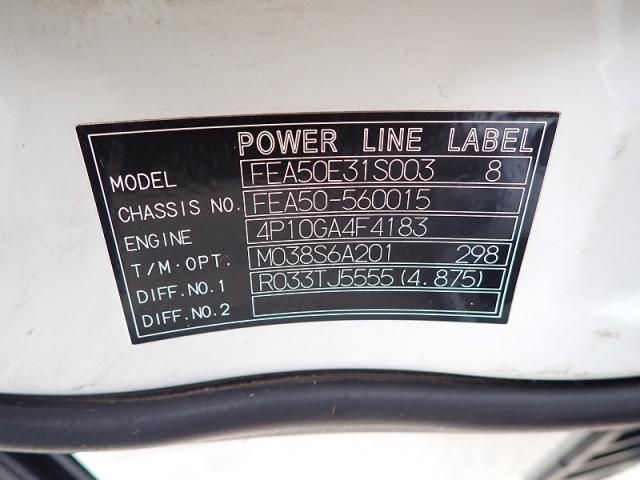 POWER LINE LABEL
MODEL FEA50E31S003 8
CHASSIS NO. FEA50-560015
ENGINE 4P10GA4F4183
T/M·OPT. M038S6A201 298
DIFF.NO.1 R033TJ5555(4.875)
DIFF.NO.2